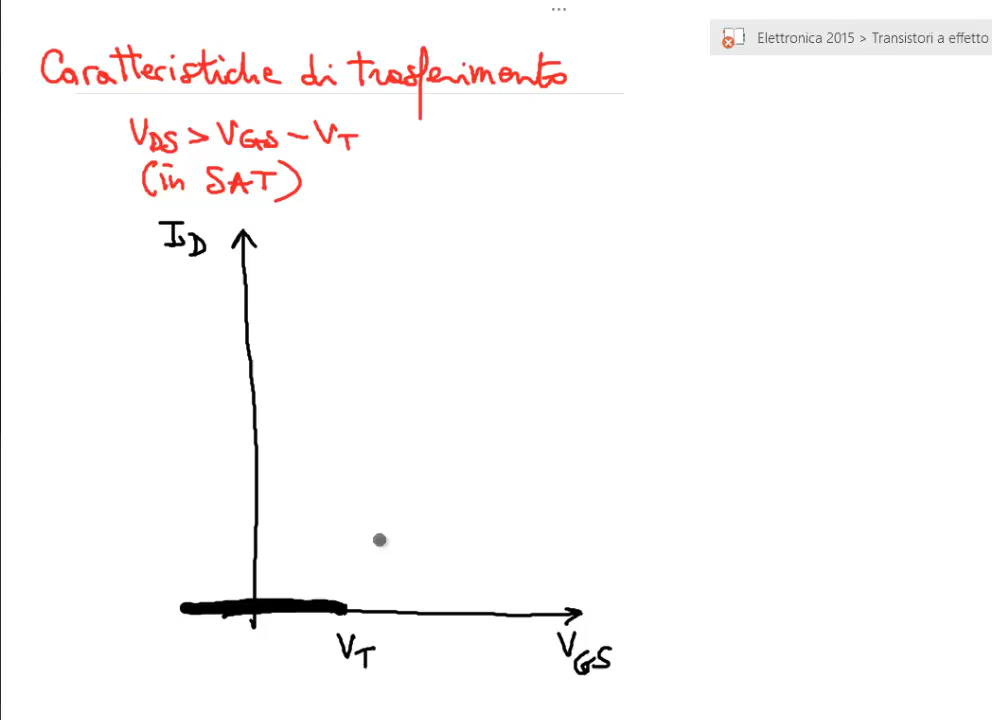 Elettronica 2015 > Transistori a effetto
Caratteristiche di trasferimento
VDS > VGS - VT
(in SAT)
ID
VT
VGS